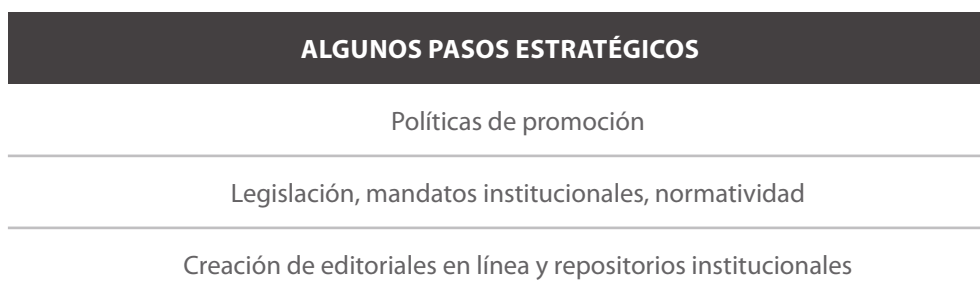 ALGUNOS PASOS ESTRATÉGICOS
Políticas de promoción
Legislación, mandatos institucionales, normatividad
Creación de editoriales en línea y repositorios institucionales